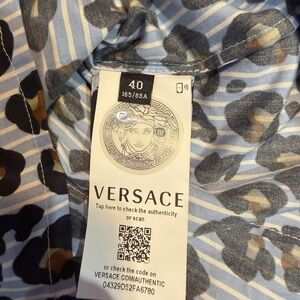 40
165/88A
VERSACE
Tap here to check the authenticity
or scan
or check the code on
VERSACE.COM/AUTHENTIC
04329D52FA6780